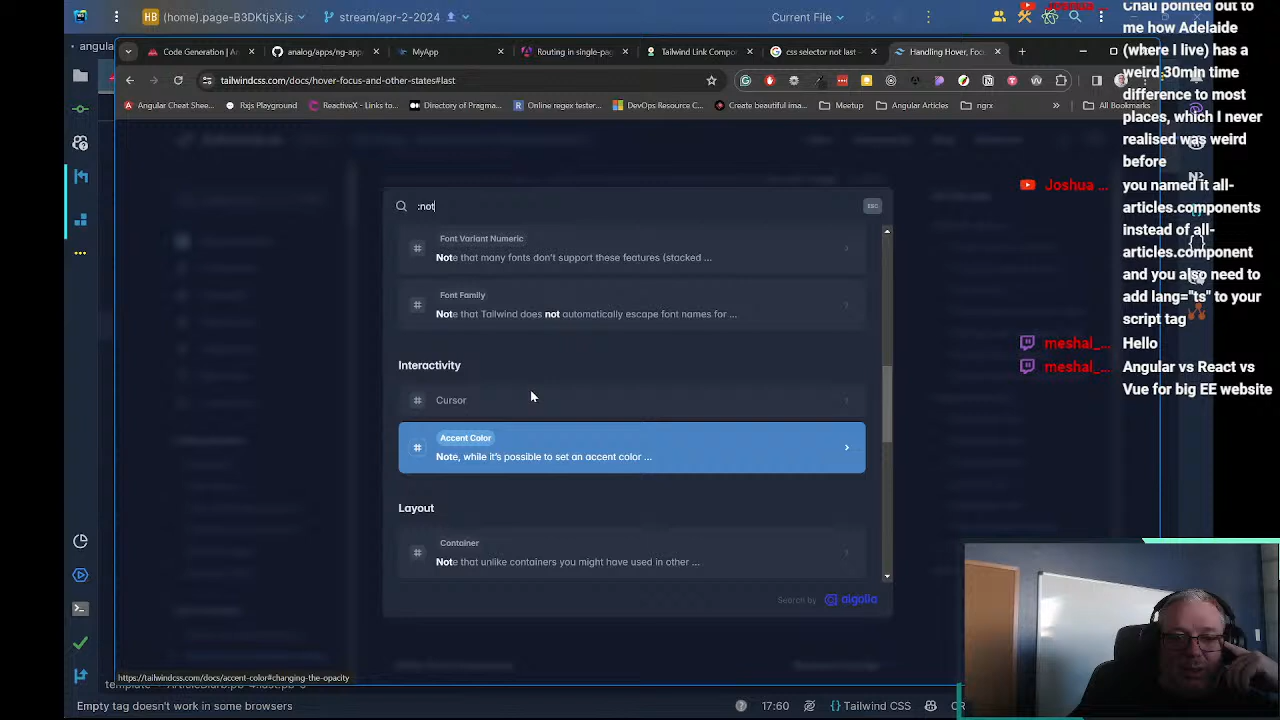 HB
(home).page-B3DKtjsX.js
stream/apr-2-2024
Current File
Joshua ...
Chau pointed out to
me how Adelaide
(where I live) has a
weird 30min time
difference to most
places, which I never
realised was weird
before
Joshua ...
you named it all-
articles.components
instead of all-
articles.component
and you also need to
add lang="ts" to your
script tag
meshal_...
Hello
meshal_...
Angular vs React vs
Vue for big EE website
angular
Code Generation | An
analog/apps/ng-app
MyApp
Routing in single-pag
Tailwind Link Compo
css selector not last -
Handling Hover, Foc
tailwindcss.com/docs/hover-focus-and-other-states#last
Angular Cheat Shee...
Rxjs Playground
ReactiveX - Links to...
Directory of Pragma...
Online regex tester...
DevOps Resource C...
Create beautiful ima...
Meetup
Angular Articles
ngrx
»
All Bookmarks
:not
ESC
Font Variant Numeric
Note that many fonts don't support these features (stacked ...
Font Family
Note that Tailwind does not automatically escape font names for ...
Interactivity
Cursor
Accent Color
Note, while it's possible to set an accent color ...
Layout
Container
Note that unlike containers you might have used in other ...
Search by
algolia
https://tailwindcss.com/docs/accent-color#changing-the-opacity
Empty tag doesn't work in some browsers
17:60
Tailwind CSS